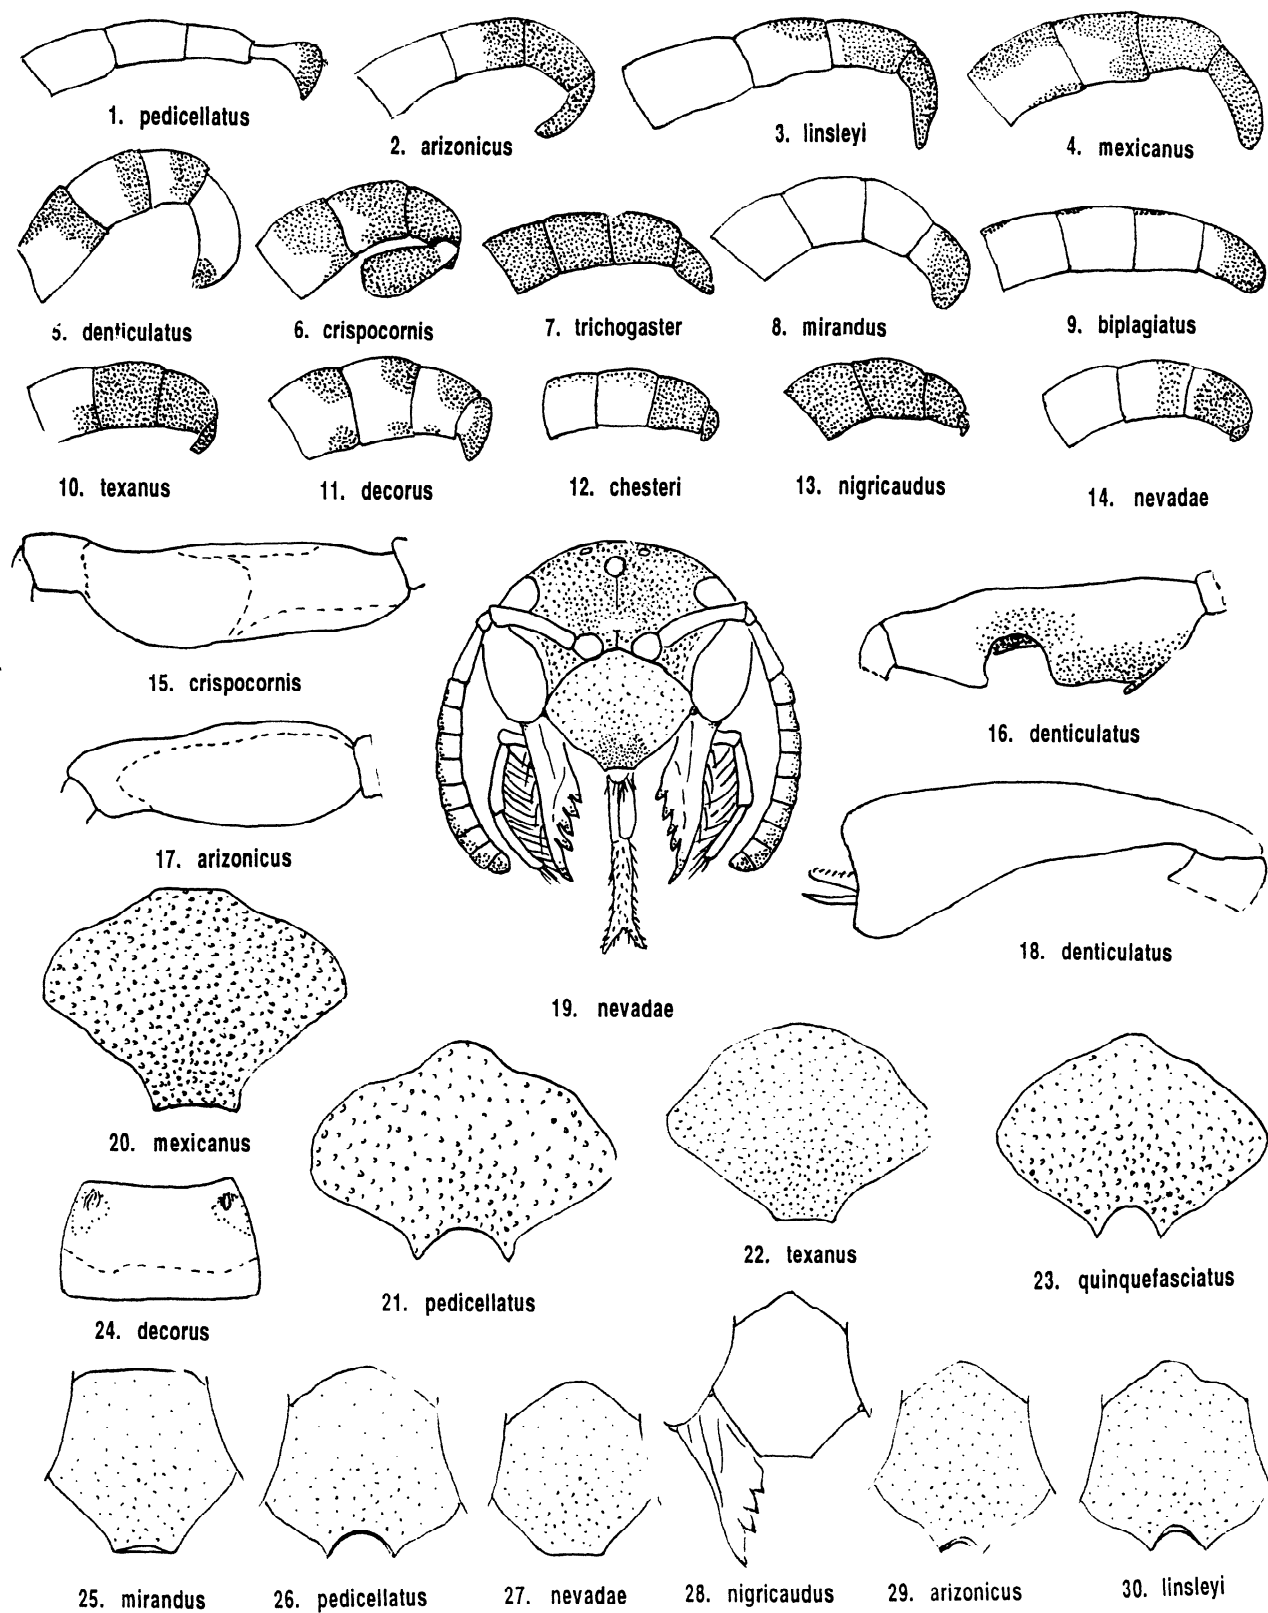 1. pedicellatus
2. arizonicus
3. linsleyi
4. mexicanus
5. denticulatus
6. crispocornis
7. trichogaster
8. mirandus
9. biplagiatus
10. texanus
11. decorus
12. chesteri
13. nigricaudus
14. nevadae
15. crispocornis
16. denticulatus
17. arizonicus
18. denticulatus
19. nevadae
20. mexicanus
21. pedicellatus
22. texanus
23. quinquefasciatus
24. decorus
25. mirandus
26. pedicellatus
27. nevadae
28. nigricaudus
29. arizonicus
30. linsleyi